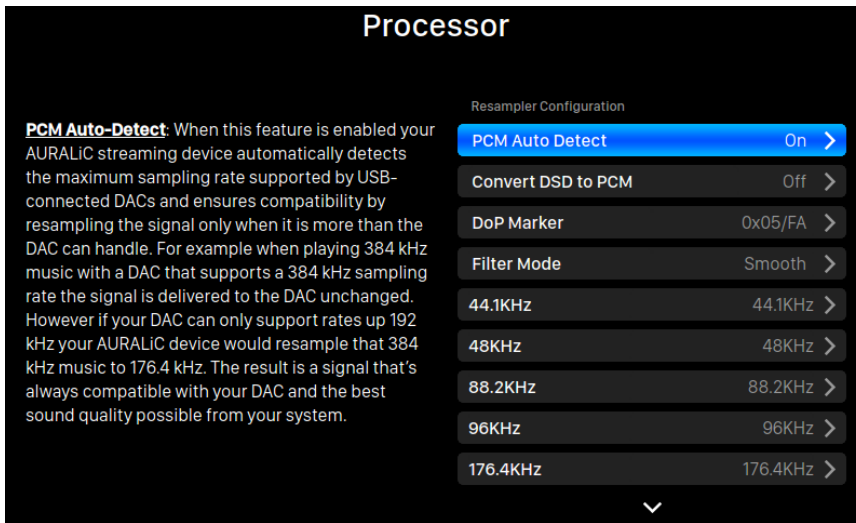 Processor
PCM Auto-Detect: When this feature is enabled your
AURALiC streaming device automatically detects
the maximum sampling rate supported by USB-
connected DACs and ensures compatibility by
resampling the signal only when it is more than the
DAC can handle. For example when playing 384 kHz
music with a DAC that supports a 384 kHz sampling
rate the signal is delivered to the DAC unchanged.
However if your DAC can only support rates up 192
kHz your AURALiC device would resample that 384
kHz music to 176.4 kHz. The result is a signal that's
always compatible with your DAC and the best
sound quality possible from your system.
Resampler Configuration
PCM Auto Detect On
Convert DSD to PCM Off
DoP Marker 0x05/FA
Filter Mode Smooth
44.1KHz 44.1KHz
48KHz 48KHz
88.2KHz 88.2KHz
96KHz 96KHz
176.4KHz 176.4KHz